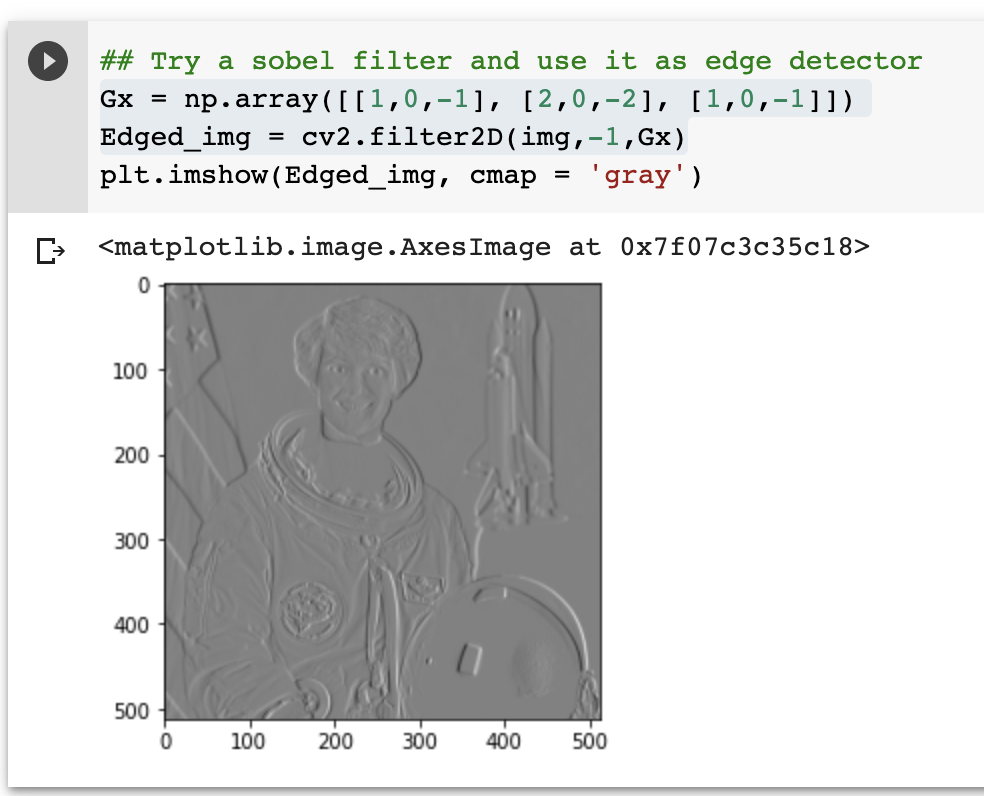 ## Try a sobel filter and use it as edge detector
Gx = np.array([[1,0,-1], [2,0,-2], [1,0,-1]])
Edged_img = cv2.filter2D(img,-1,Gx)
plt.imshow(Edged_img, cmap = 'gray')
<matplotlib.image.AxesImage at 0x7f07c3c35c18>
0
100
200
300
400
500
0 100 200 300 400 500